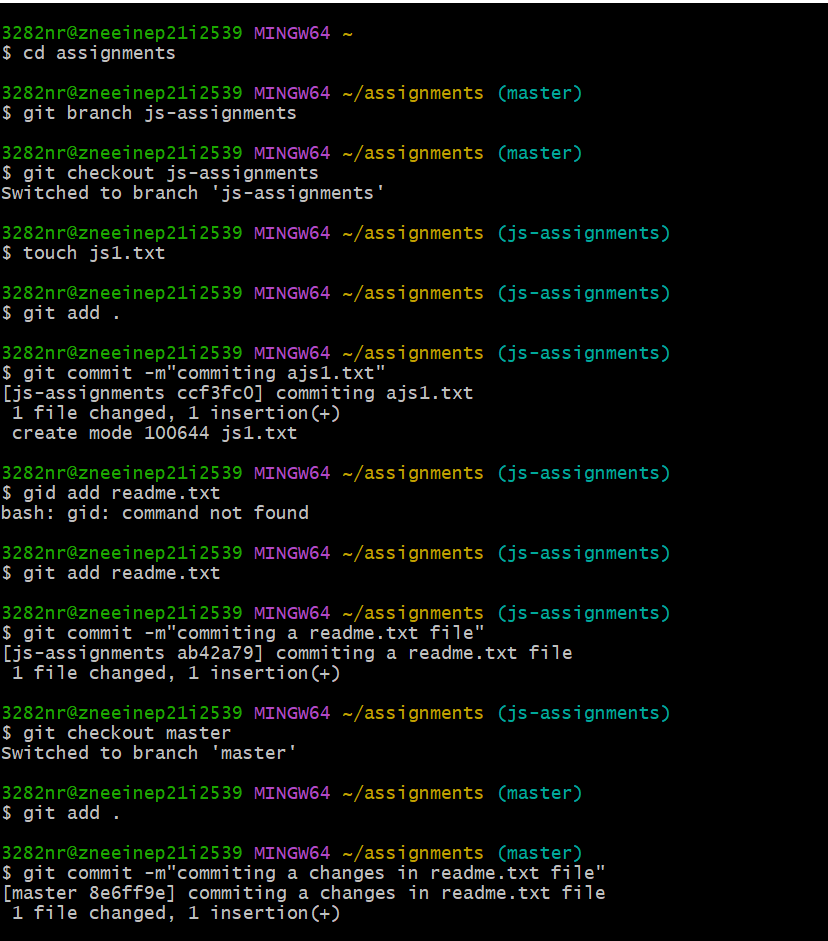 3282nr@zneeinep21i2539 MINGW64 ~
$ cd assignments
3282nr@zneeinep21i2539 MINGW64 ~/assignments (master)
$ git branch js-assignments
3282nr@zneeinep21i2539 MINGW64 ~/assignments (master)
$ git checkout js-assignments
Switched to branch 'js-assignments'
3282nr@zneeinep21i2539 MINGW64 ~/assignments (js-assignments)
$ touch js1.txt
3282nr@zneeinep21i2539 MINGW64 ~/assignments (js-assignments)
$ git add .
3282nr@zneeinep21i2539 MINGW64 ~/assignments (js-assignments)
$ git commit -m"commiting ajs1.txt"
[js-assignments ccf3fc0] commiting ajs1.txt
1 file changed, 1 insertion(+)
create mode 100644 js1.txt
3282nr@zneeinep21i2539 MINGW64 ~/assignments (js-assignments)
$ gid add readme.txt
bash: gid: command not found
3282nr@zneeinep21i2539 MINGW64 ~/assignments (js-assignments)
$ git add readme.txt
3282nr@zneeinep21i2539 MINGW64 ~/assignments (js-assignments)
$ git commit -m"commiting a readme.txt file"
[js-assignments ab42a79] commiting a readme.txt file
1 file changed, 1 insertion(+)
3282nr@zneeinep21i2539 MINGW64 ~/assignments (js-assignments)
$ git checkout master
Switched to branch 'master'
3282nr@zneeinep21i2539 MINGW64 ~/assignments (master)
$ git add .
3282nr@zneeinep21i2539 MINGW64 ~/assignments (master)
$ git commit -m"commiting a changes in readme.txt file"
[master 8e6ff9e] commiting a changes in readme.txt file
1 file changed, 1 insertion(+)